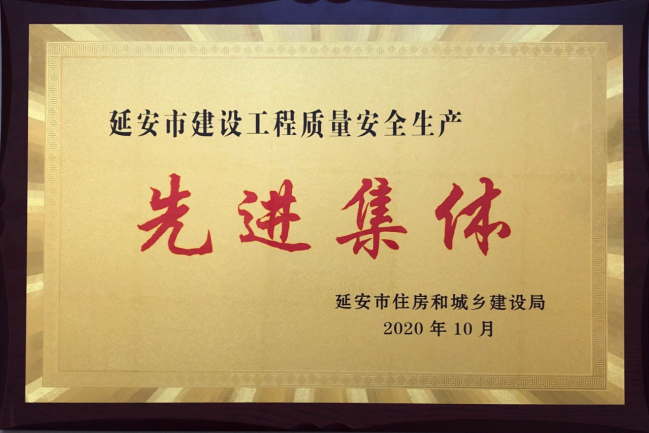 延安市建设工程质量安全生产
先进集体
延安市住房和城乡建设局
2020 年 10 月